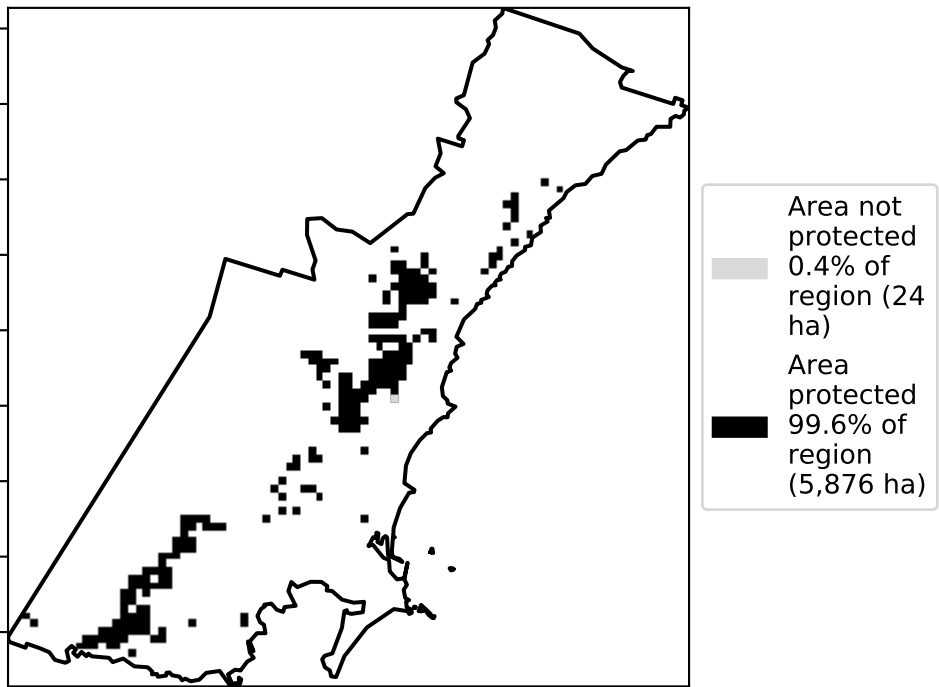 Area not
protected
0.4% of
region (24
ha)
Area
protected
99.6% of
region
(5,876 ha)